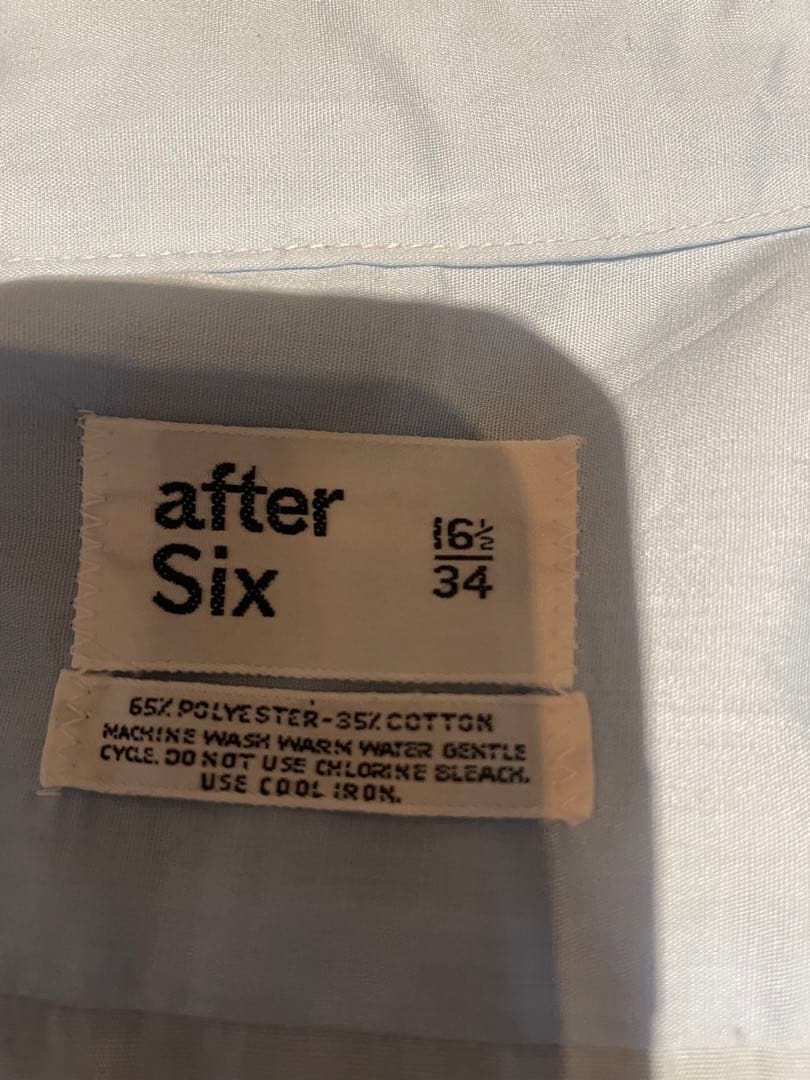 after
Six
16½
34
65% POLYESTER-35% COTTON
MACHINE WASH WARM WATER GENTLE
CYCLE. DO NOT USE CHLORINE BLEACH.
USE COOL IRON.